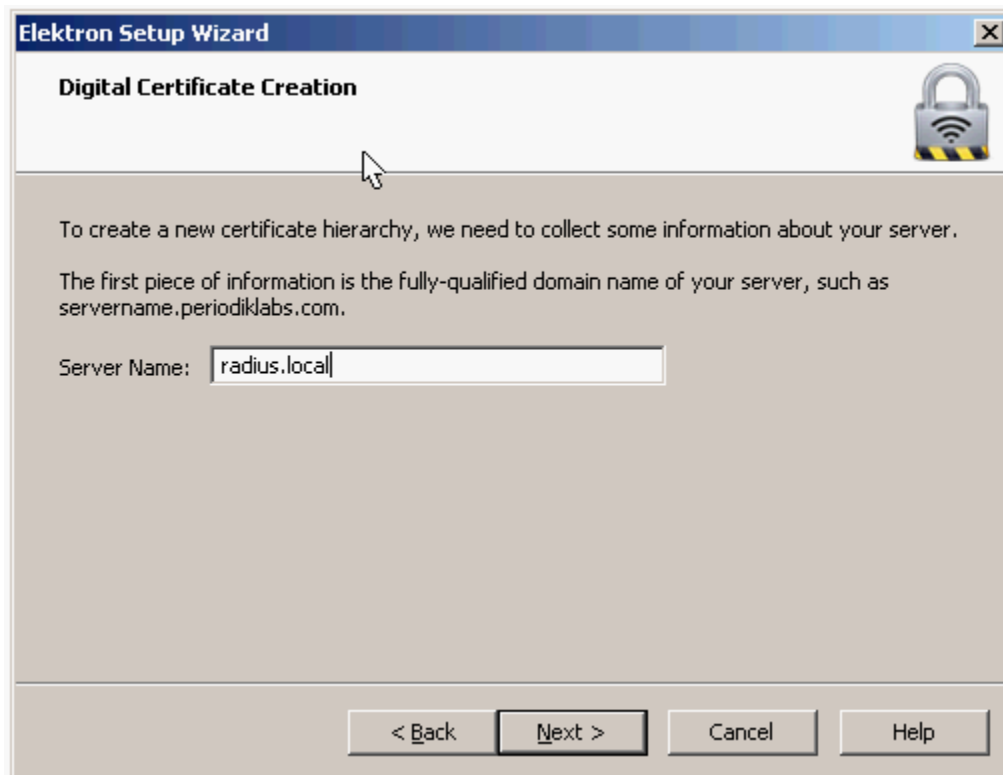 Elektron Setup Wizard
Digital Certificate Creation
To create a new certificate hierarchy, we need to collect some information about your server.
The first piece of information is the fully-qualified domain name of your server, such as
servername.periodiklabs.com.
Server Name: radius.local
< Back Next > Cancel Help